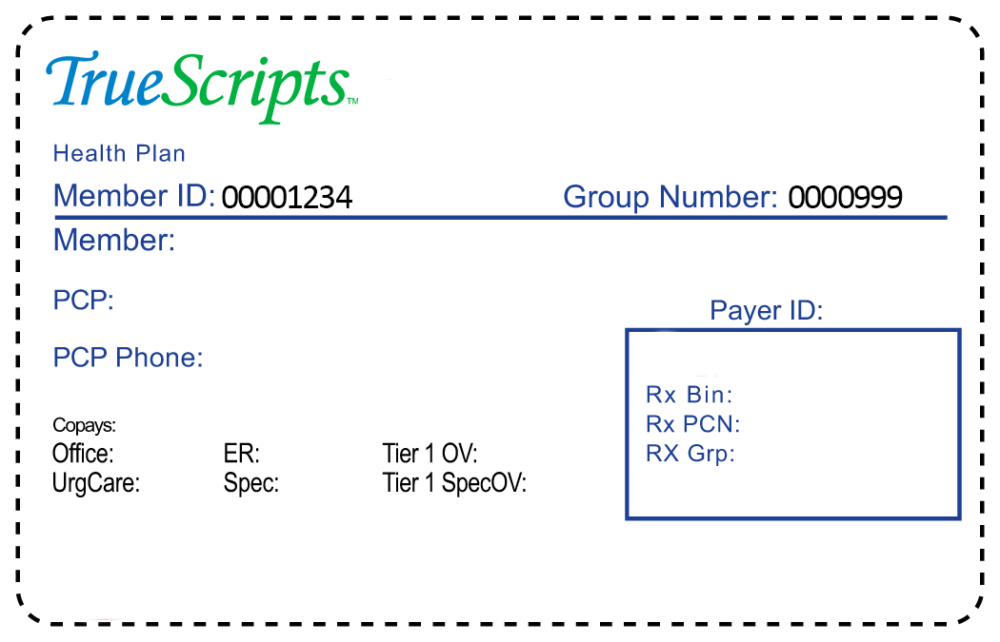 TrueScripts™
Health Plan
Member ID: 00001234 Group Number: 0000999
Member:
PCP:
Payer ID:
PCP Phone:
Rx Bin:
Rx PCN:
RX Grp:
Copays:
Office: ER: Tier 1 OV:
UrgCare: Spec: Tier 1 SpecOV: